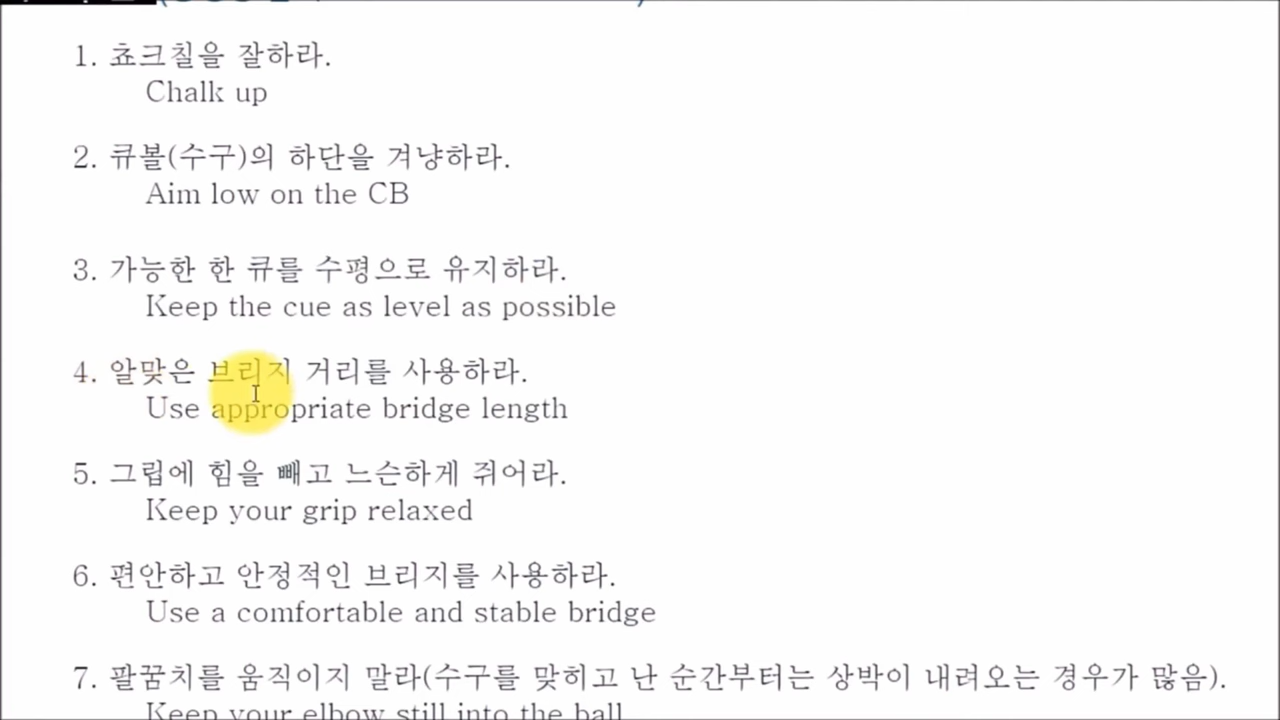 1. 쵸크칠을 잘하라.
Chalk up
2. 큐볼(수구)의 하단을 겨냥하라.
Aim low on the CB
3. 가능한 한 큐를 수평으로 유지하라.
Keep the cue as level as possible
4. 알맞은 브리지 거리를 사용하라.
Use appropriate bridge length
5. 그립에 힘을 빼고 느슨하게 쥐어라.
Keep your grip relaxed
6. 편안하고 안정적인 브리지를 사용하라.
Use a comfortable and stable bridge
7. 팔꿈치를 움직이지 말라(수구를 맞히고 난 순간부터는 상박이 내려오는 경우가 많음).
Keep your elbow still into the ball